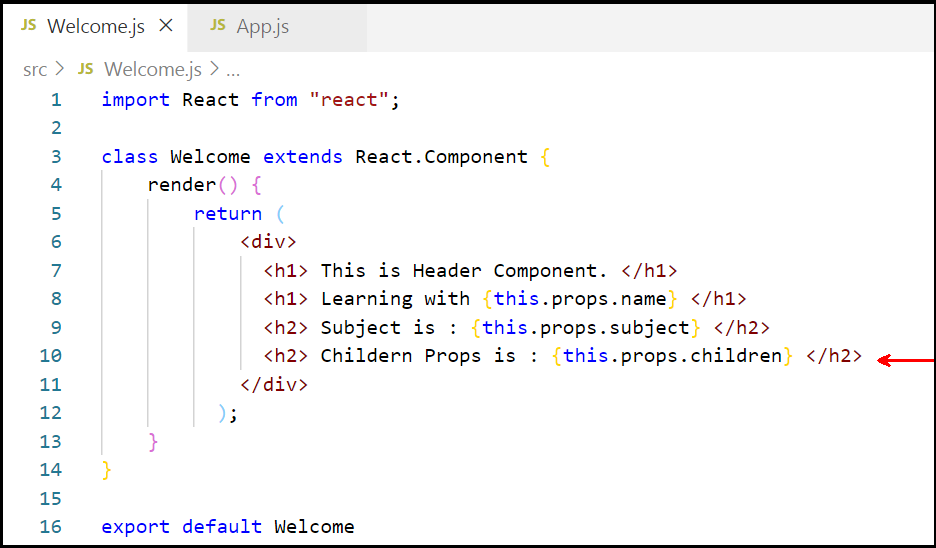 JS Welcome.js × JS App.js
src > JS Welcome.js > ...
1 import React from "react";
2
3 class Welcome extends React.Component {
4 render() {
5 return (
6 <div>
7 <h1> This is Header Component. </h1>
8 <h1> Learning with {this.props.name} </h1>
9 <h2> Subject is : {this.props.subject} </h2>
10 <h2> Childern Props is : {this.props.children} </h2>
11 </div>
12 );
13 }
14 }
15
16 export default Welcome